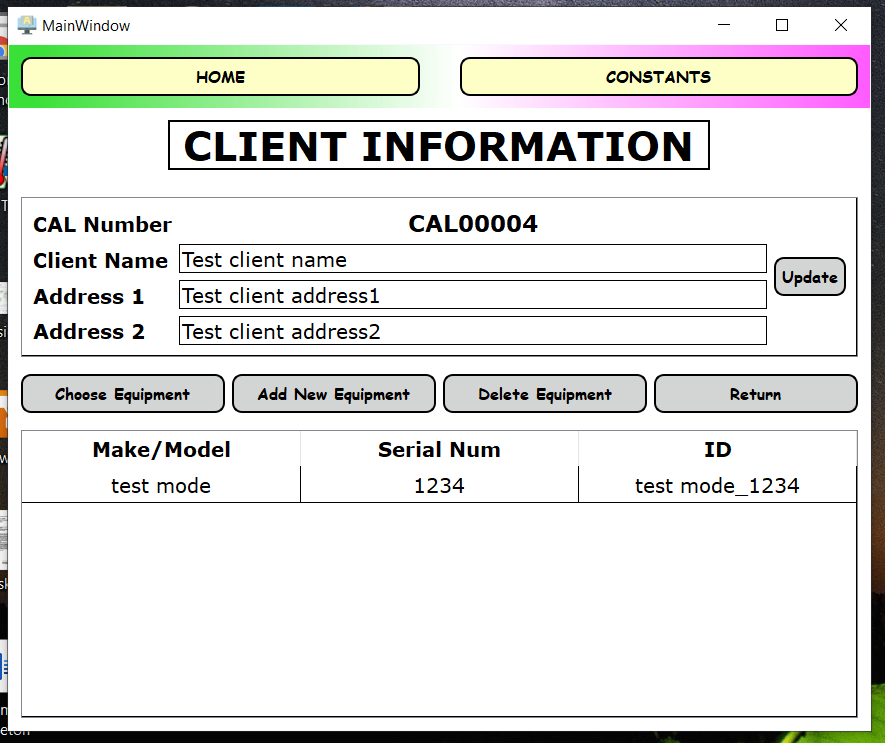 MainWindow
HOME CONSTANTS
CLIENT INFORMATION
CAL Number CAL00004
Client Name Test client name
Update
Address 1 Test client address1
Address 2 Test client address2
Choose Equipment Add New Equipment Delete Equipment Return
Make/Model Serial Num ID
test mode 1234 test mode_1234